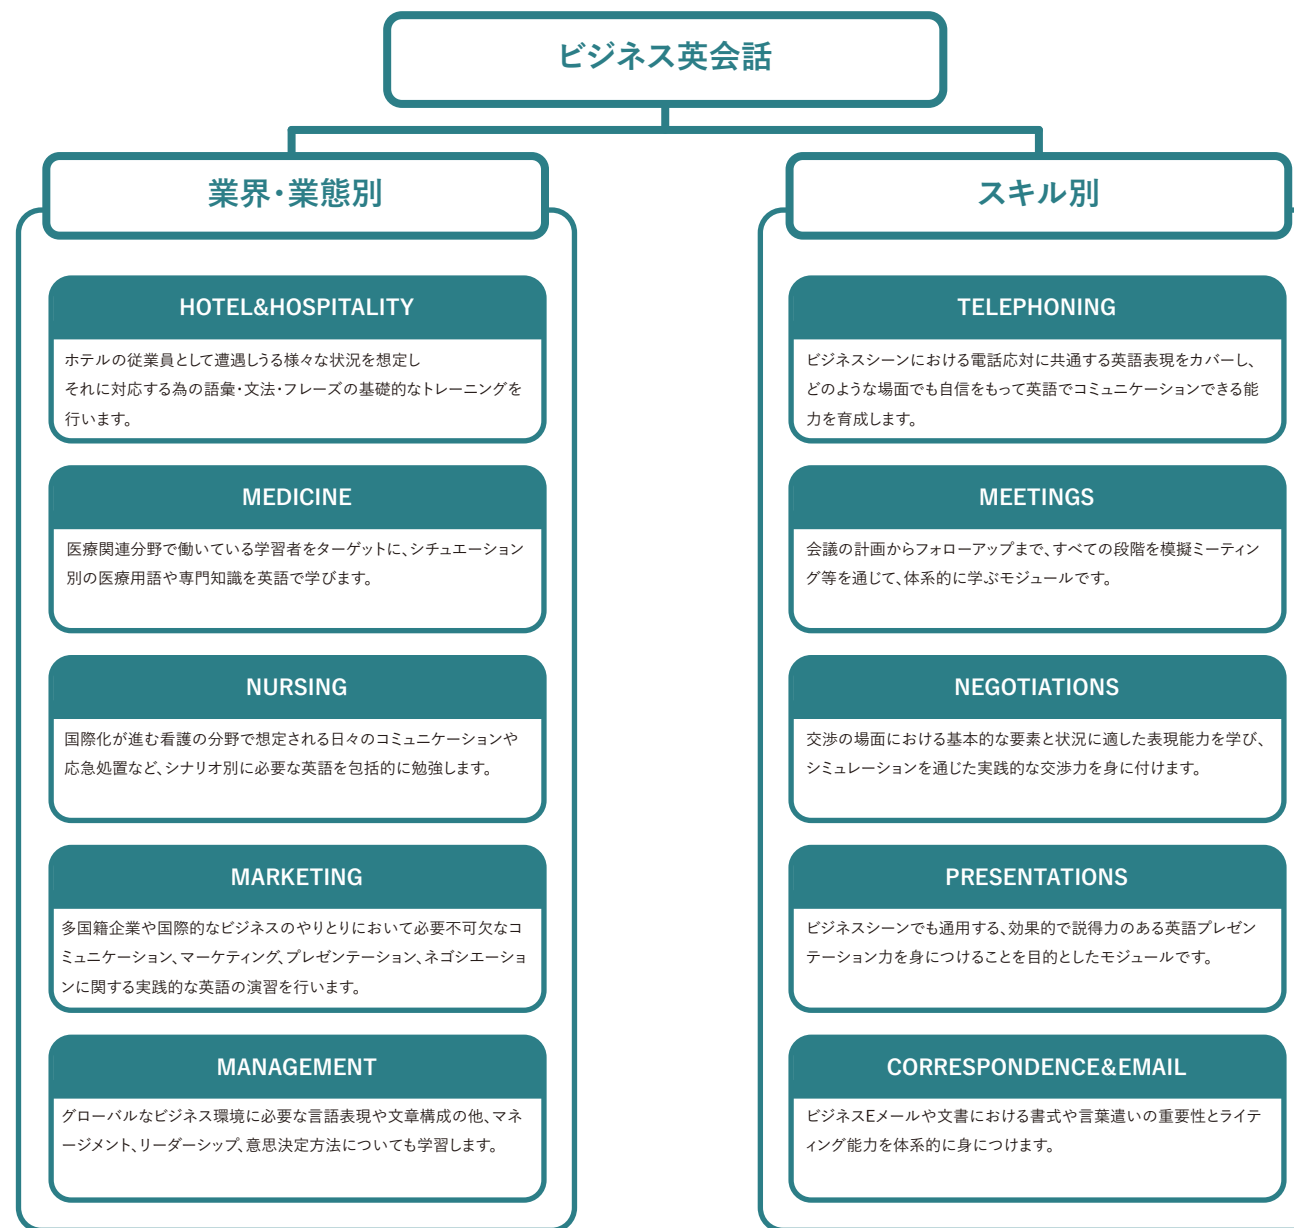 ビジネス英会話
業界・業態別
HOTEL&HOSPITALITY
ホテルの従業員として遭遇しうる様々な状況を想定し
それに対応する為の語彙・文法・フレーズの基礎的なトレーニングを
行います。
MEDICINE
医療関連分野で働いている学習者をターゲットに、シチュエーション
別の医療用語や専門知識を英語で学びます。
NURSING
国際化が進む看護の分野で想定される日々のコミュニケーションや
応急処置など、シナリオ別に必要な英語を包括的に勉強します。
MARKETING
多国籍企業や国際的なビジネスのやりとりにおいて必要不可欠なコ
ミュニケーション、マーケティング、プレゼンテーション、ネゴシエーショ
ンに関する実践的な英語の演習を行います。
MANAGEMENT
グローバルなビジネス環境に必要な言語表現や文章構成の他、マネ
ージメント、リーダーシップ、意思決定方法についても学習します。
スキル別
TELEPHONING
ビジネスシーンにおける電話応対に共通する英語表現をカバーし、
どのような場面でも自信をもって英語でコミュニケーションできる能
力を育成します。
MEETINGS
会議の計画からフォローアップまで、すべての段階を模擬ミーティン
グ等を通じて、体系的に学ぶモジュールです。
NEGOTIATIONS
交渉の場面における基本的な要素と状況に適した表現能力を学び、
シミュレーションを通じた実践的な交渉力を身に付けます。
PRESENTATIONS
ビジネスシーンでも通用する、効果的で説得力のある英語プレゼン
テーション力を身につけることを目的としたモジュールです。
CORRESPONDENCE&EMAIL
ビジネスEメールや文書における書式や言葉遣いの重要性とライテ
ィング能力を体系的に身につけます。